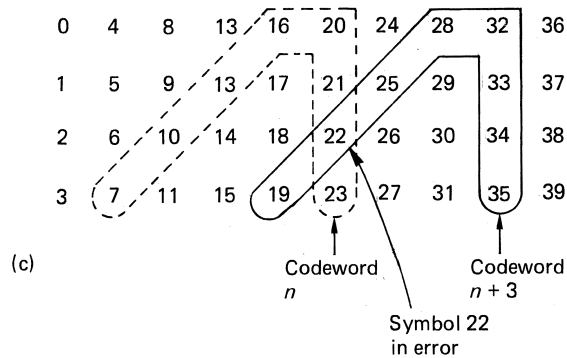 0 4 8 13 16 20 24 28 32 36
1 5 9 13 17 21 25 29 33 37
2 6 10 14 18 22 26 30 34 38
3 7 11 15 19 23 27 31 35 39
(c)
Codeword
n
Codeword
n + 3
Symbol 22
in error